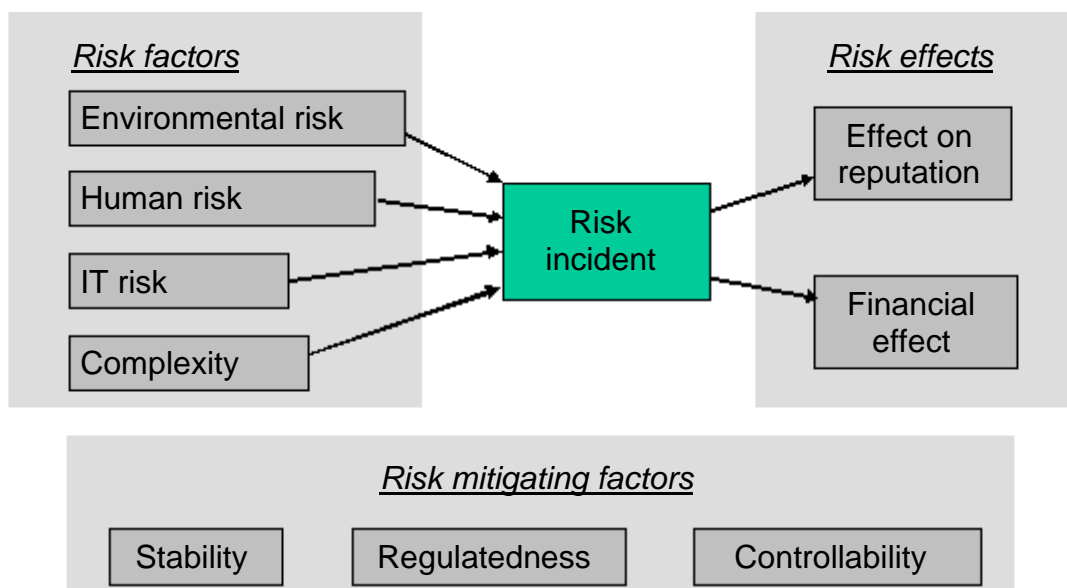 Risk factors
Environmental risk
Human risk
IT risk
Complexity
Risk
incident
Risk effects
Effect on
reputation
Financial
effect
Risk mitigating factors
Stability
Regulatedness
Controllability